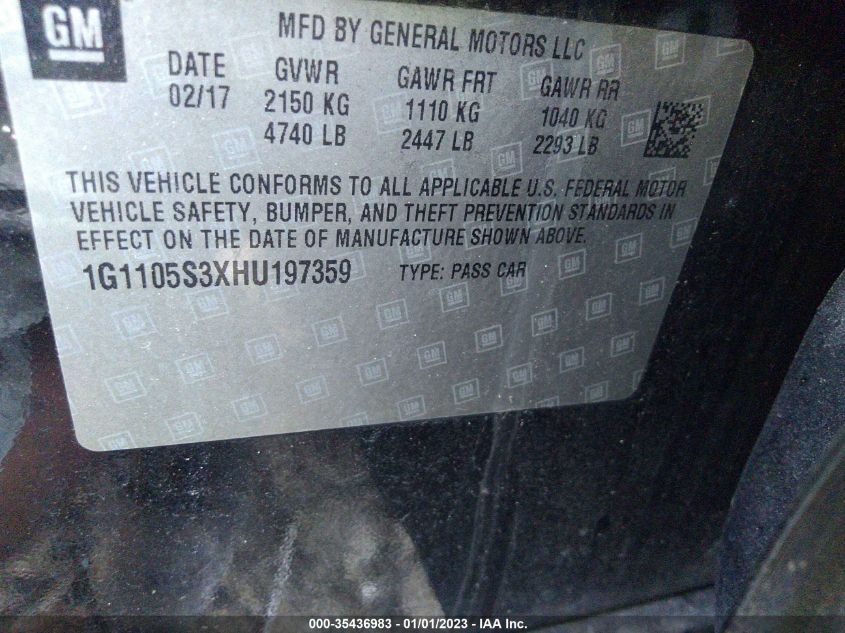 GM
MFD BY GENERAL MOTORS LLC
DATE GVWR GAWR FRT GAWR RR
02/17 2150 KG 1110 KG 1040 KG
4740 LB 2447 LB 2293 LB
THIS VEHICLE CONFORMS TO ALL APPLICABLE U.S. FEDERAL MOTOR
VEHICLE SAFETY, BUMPER, AND THEFT PREVENTION STANDARDS IN
EFFECT ON THE DATE OF MANUFACTURE SHOWN ABOVE.
1G1105S3XHU197359 TYPE: PASS CAR
000-35436983 - 01/01/2023 - IAA Inc.